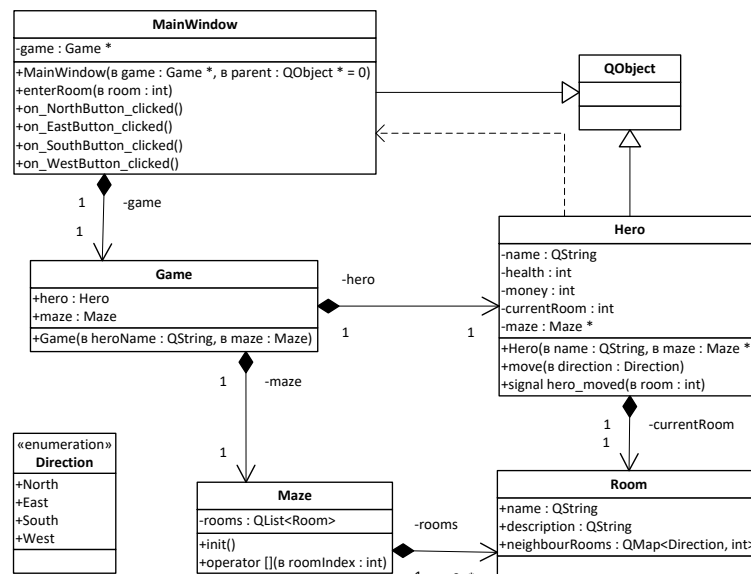 MainWindow
-game : Game *
+MainWindow(в game : Game *, в parent : QObject * = 0)
+enterRoom(в room : int)
+on_NorthButton_clicked()
+on_EastButton_clicked()
+on_SouthButton_clicked()
+on_WestButton_clicked()
QObject
1
-game
1
Game
+hero : Hero
+maze : Maze
+Game(в heroName : QString, в maze : Maze)
-hero
1
1
Hero
-name : QString
-health : int
-money : int
-currentRoom : int
-maze : Maze *
+Hero(в name : QString, в maze : Maze *
+move(в direction : Direction)
+signal hero_moved(в room : int)
1
-maze
1
1
-currentRoom
1
«enumeration»
Direction
+North
+East
+South
+West
Maze
-rooms : QList<Room>
+init()
+operator [](в roomIndex : int)
-rooms
1
Room
+name : QString
+description : QString
+neighbourRooms : QMap<Direction, int>